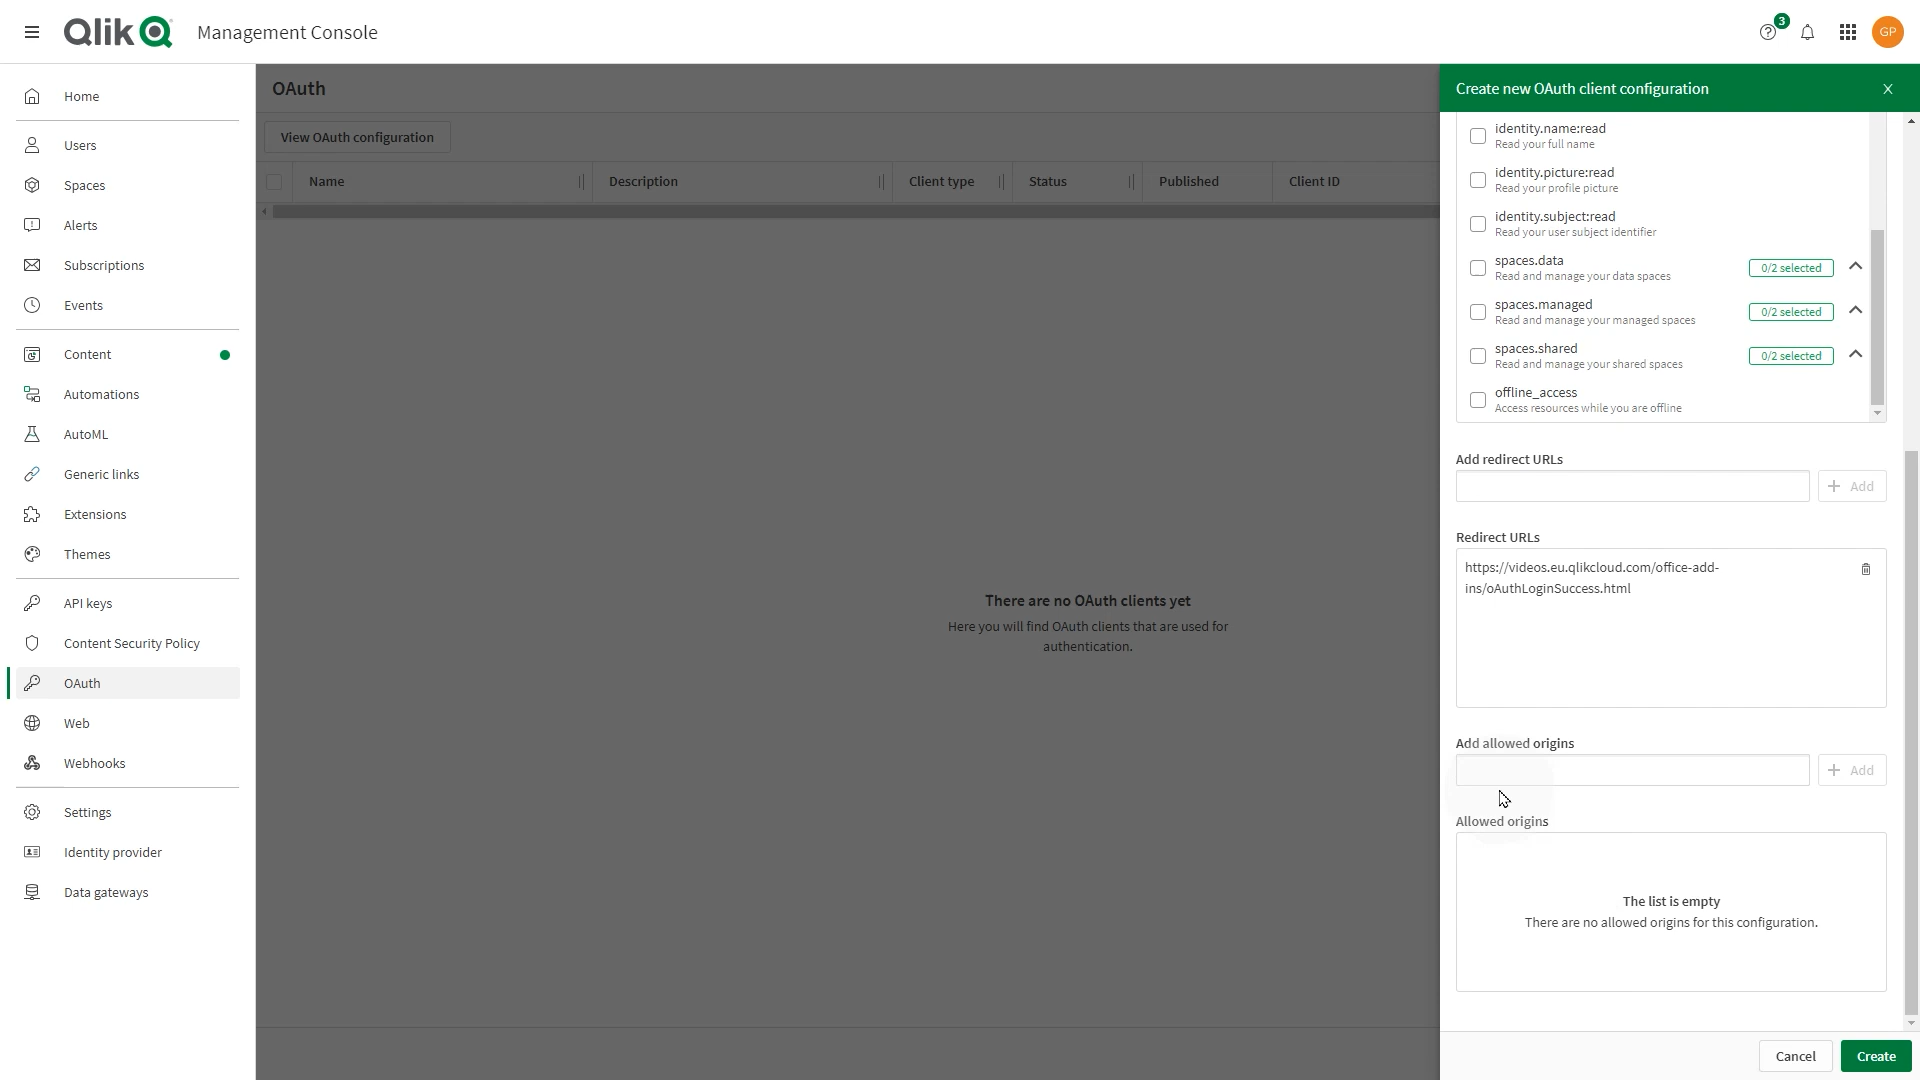 Qlik
Management Console
3
GP
Home
Users
Spaces
Alerts
Subscriptions
Events
Content
Automations
AutoML
Generic links
Extensions
Themes
API keys
Content Security Policy
OAuth
Web
Webhooks
Settings
Identity provider
Data gateways
OAuth
View OAuth configuration
Name
Description
Client type
Status
Published
Client ID
There are no OAuth clients yet
Here you will find OAuth clients that are used for
authentication.
Create new OAuth client configuration
identity.name:read
Read your full name
identity.picture:read
Read your profile picture
identity.subject:read
Read your user subject identifier
spaces.data
Read and manage your data spaces
0/2 selected
spaces.managed
Read and manage your managed spaces
0/2 selected
spaces.shared
Read and manage your shared spaces
0/2 selected
offline_access
Access resources while you are offline
Add redirect URLs
Add
Redirect URLs
https://videos.eu.qlikcloud.com/office-add-
ins/oAuthLoginSuccess.html
Add allowed origins
Add
Allowed origins
The list is empty
There are no allowed origins for this configuration.
Cancel
Create